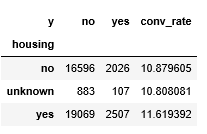 y no yes conv_rate
housing
no 16596 2026 10.879605
unknown 883 107 10.808081
yes 19069 2507 11.619392